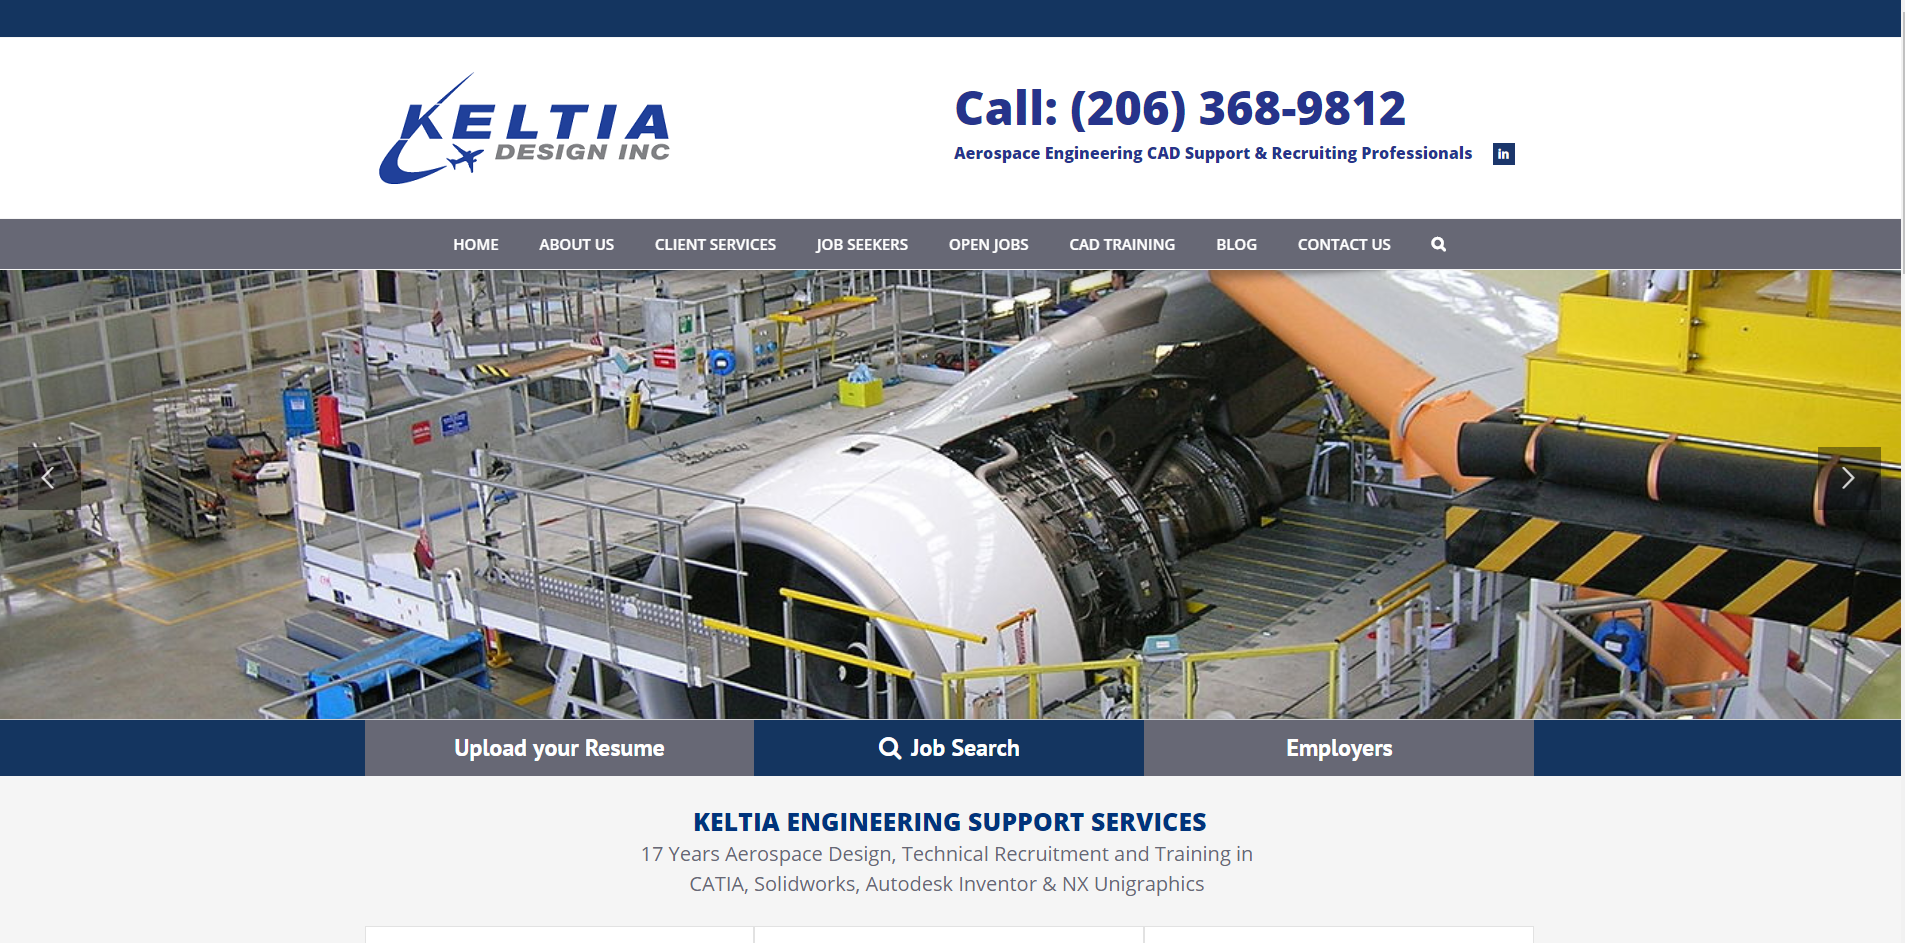 KELTIA
DESIGN INC
Call: (206) 368-9812
Aerospace Engineering CAD Support & Recruiting Professionals
in
HOME ABOUT US CLIENT SERVICES JOB SEEKERS OPEN JOBS CAD TRAINING BLOG CONTACT US
Upload your Resume
Job Search
Employers
KELTIA ENGINEERING SUPPORT SERVICES
17 Years Aerospace Design, Technical Recruitment and Training in
CATIA, Solidworks, Autodesk Inventor & NX Unigraphics